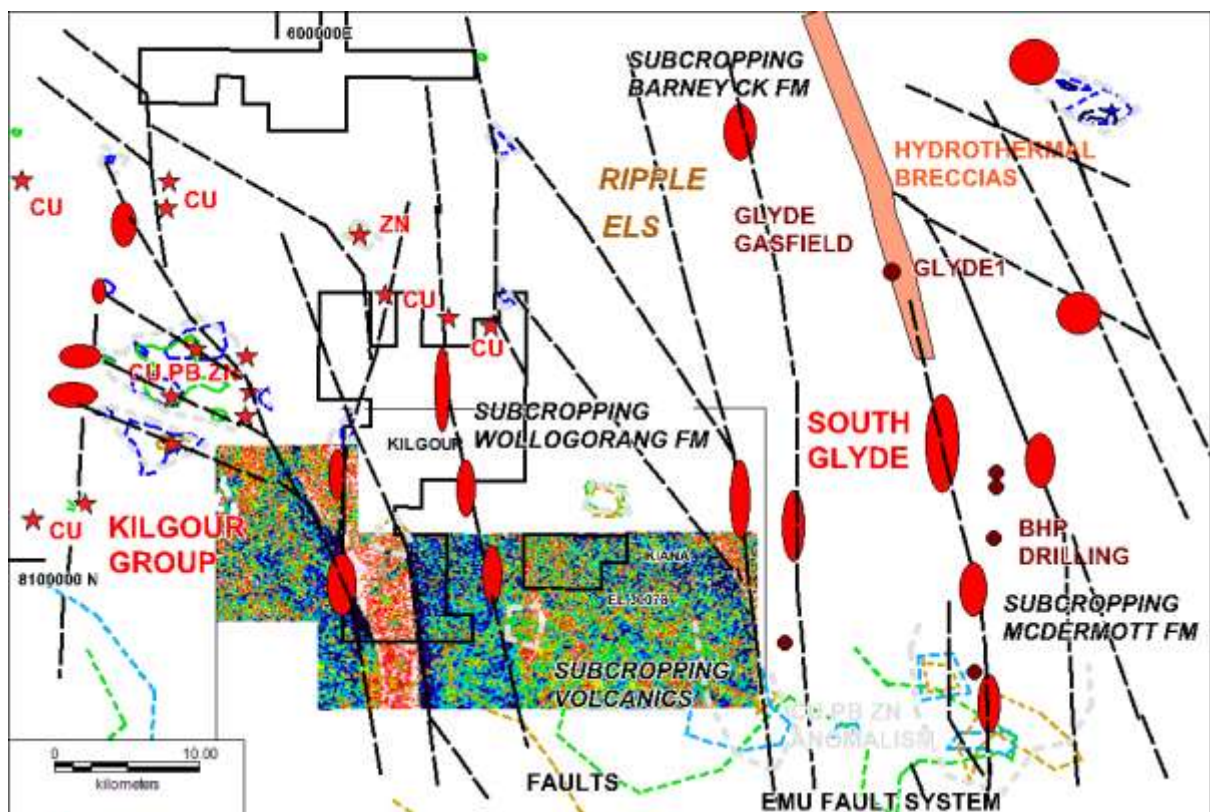 600000E
SUBCROPPING
BARNEY CK FM
HYDROTHERMAL
BRECCIAS
RIPPLE
ELS
CU
CU
ZN
GLYDE
GASFIELD
GLYDE1
CU
CU
CU PB ZN
SUBCROPPING
WOLLOGORANG FM
KILGOUR
SOUTH
GLYDE
CU
KILGOUR
GROUP
BHP
DRILLING
KIANA
8100000 N
SUBCROPPING
MCDERMOTT FM
SUBCROPPING
VOLCANICS
CU PB ZN
ANOMALISM
0 10.00
kilometers
FAULTS
EMU FAULT SYSTEM